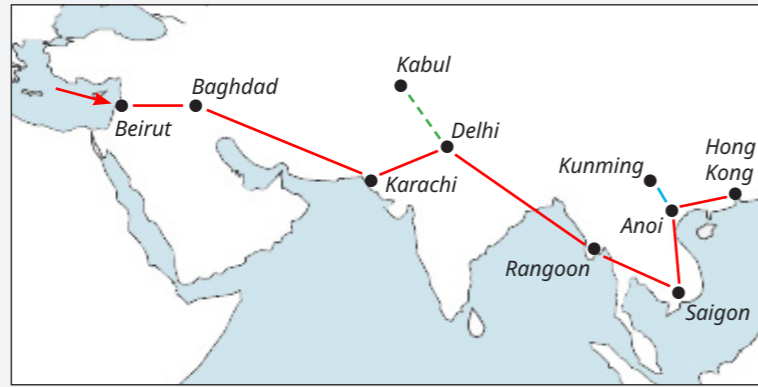 Kabul
Baghdad
Beirut
Delhi
Karachi
Kunming
Hong
Kong
Anoi
Rangoon
Saigon